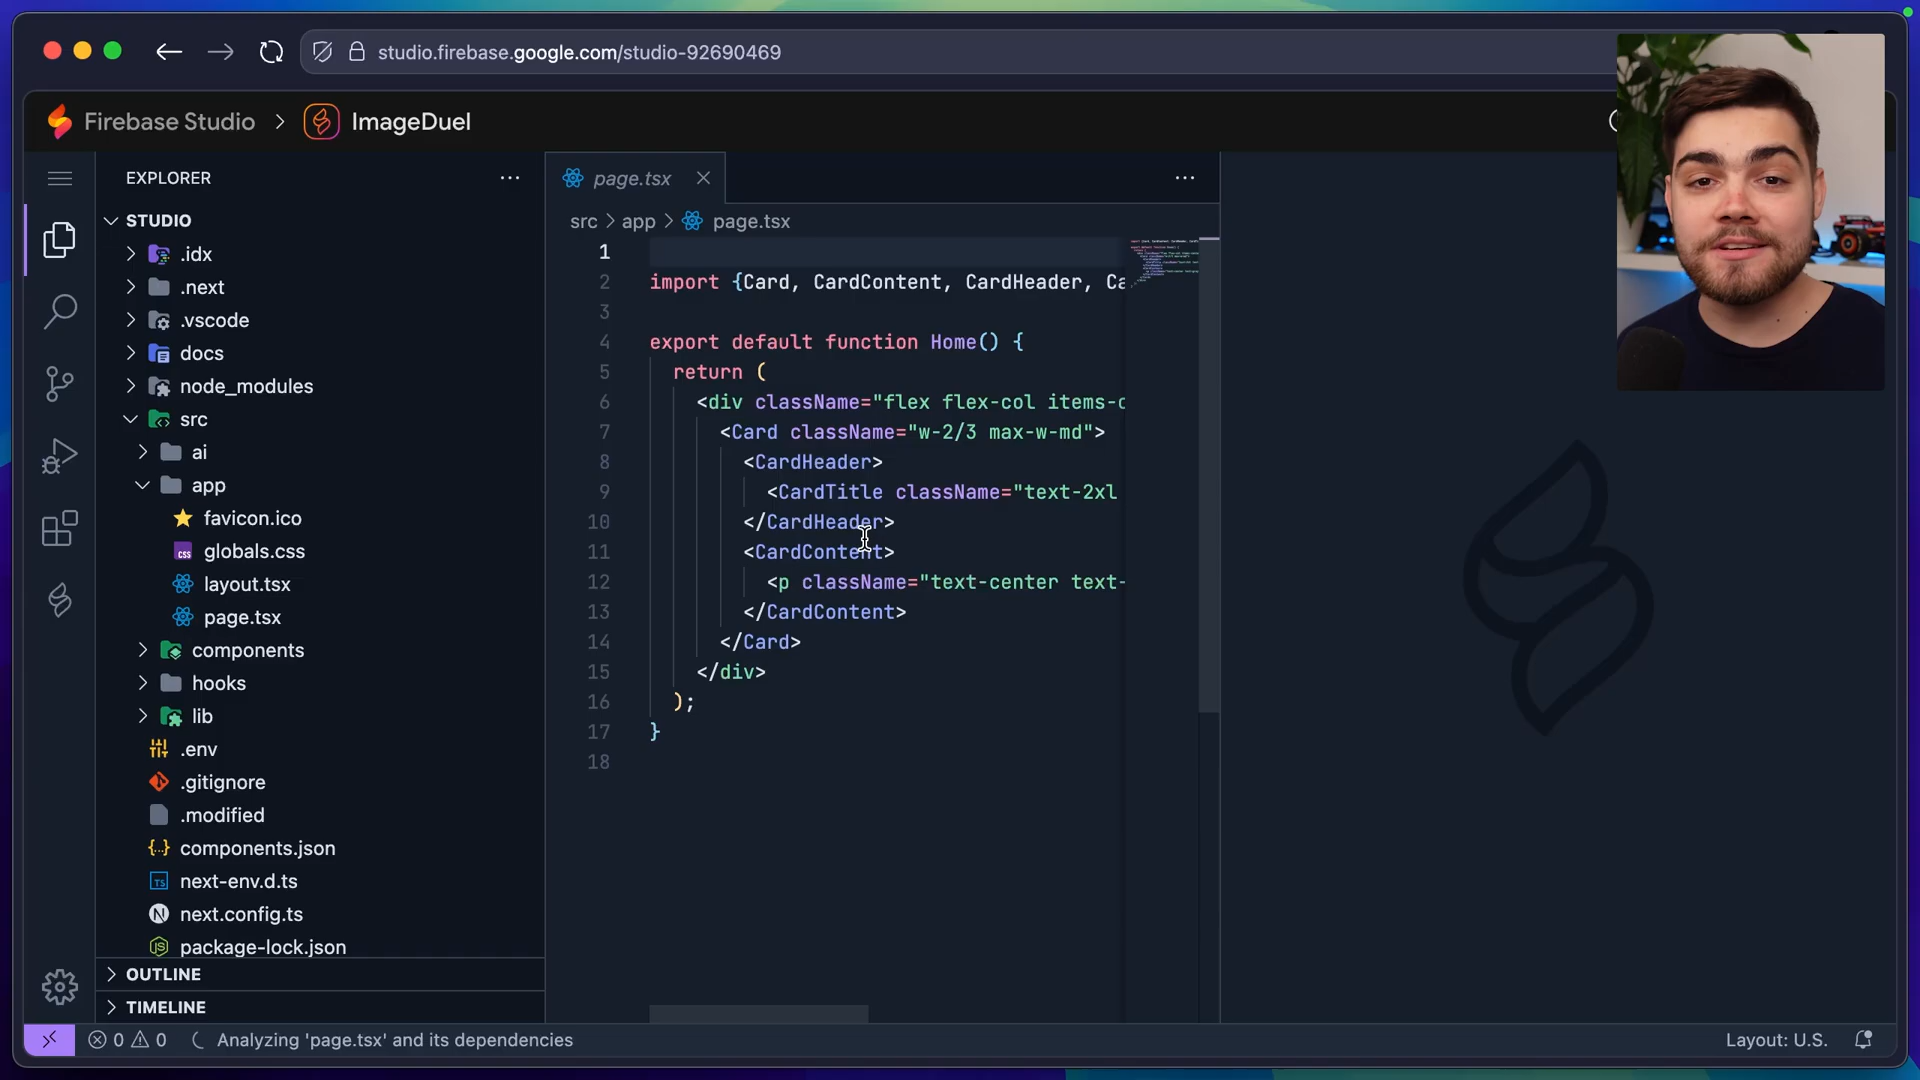 studio.firebase.google.com/studio-92690469
Firebase Studio > ImageDuel
EXPLORER
STUDIO
.idx
.next
.vscode
docs
node_modules
src
ai
app
favicon.ico
globals.css
layout.tsx
page.tsx
components
hooks
lib
.env
.gitignore
.modified
components.json
next-env.d.ts
next.config.ts
package-lock.json
OUTLINE
TIMELINE
page.tsx
src > app > page.tsx
1
2 import {Card, CardContent, CardHeader, Ca
3
4 export default function Home() {
5 return (
6 <div className="flex flex-col items-c
7 <Card className="w-2/3 max-w-md">
8 <CardHeader>
9 <CardTitle className="text-2xl
10 </CardHeader>
11 <CardContent>
12 <p className="text-center text-
13 </CardContent>
14 </Card>
15 </div>
16 );
17 }
18
0 0 Analyzing 'page.tsx' and its dependencies
Layout: U.S.